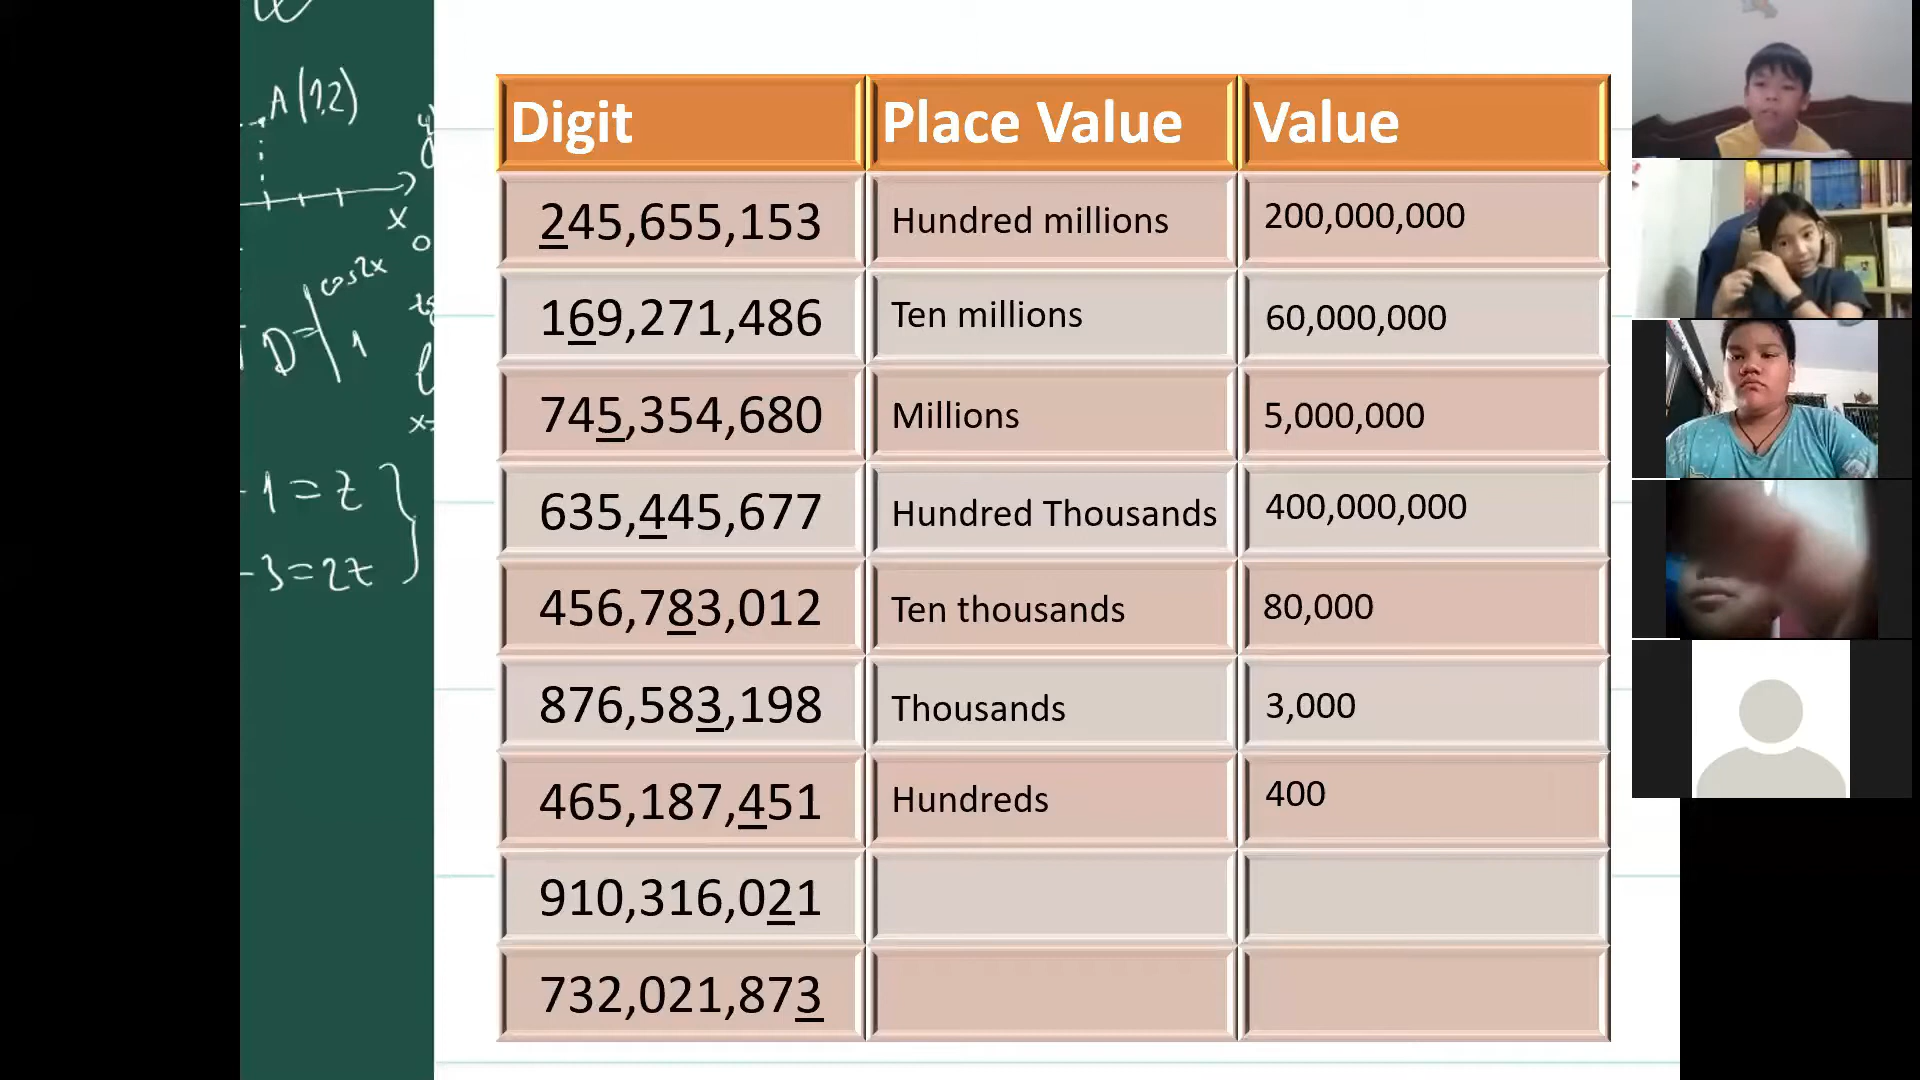 A(1,2)
x
cos2x
D=
1
-1=z
-3=2z
Digit Place Value Value
245,655,153 Hundred millions 200,000,000
169,271,486 Ten millions 60,000,000
745,354,680 Millions 5,000,000
635,445,677 Hundred Thousands 400,000,000
456,783,012 Ten thousands 80,000
876,583,198 Thousands 3,000
465,187,451 Hundreds 400
910,316,021
732,021,873